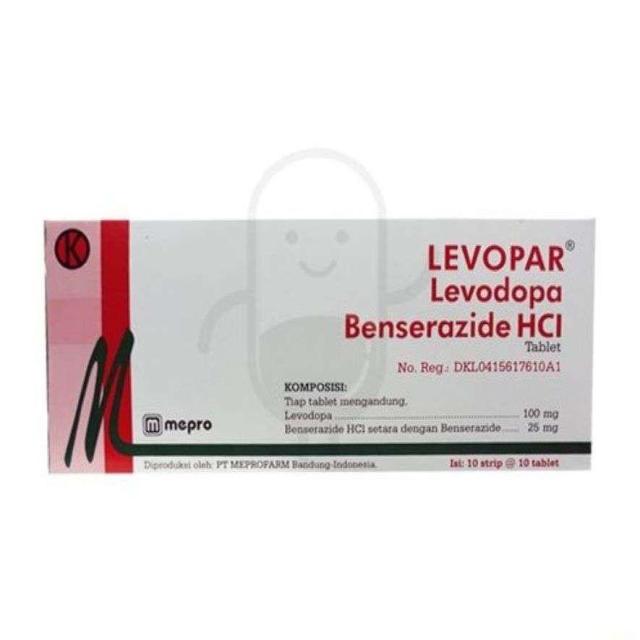 K
LEVOPAR®
Levodopa
Benserazide HCl
Tablet
No. Reg.: DKL0415617610A1
KOMPOSISI:
Tiap tablet mengandung,
Levodopa ........................................ 100 mg
Benserazide HCl setara dengan Benserazide ...... 25 mg
m mepro
Diproduksi oleh: PT MEPROFARM Bandung-Indonesia.
Isi: 10 strip @ 10 tablet